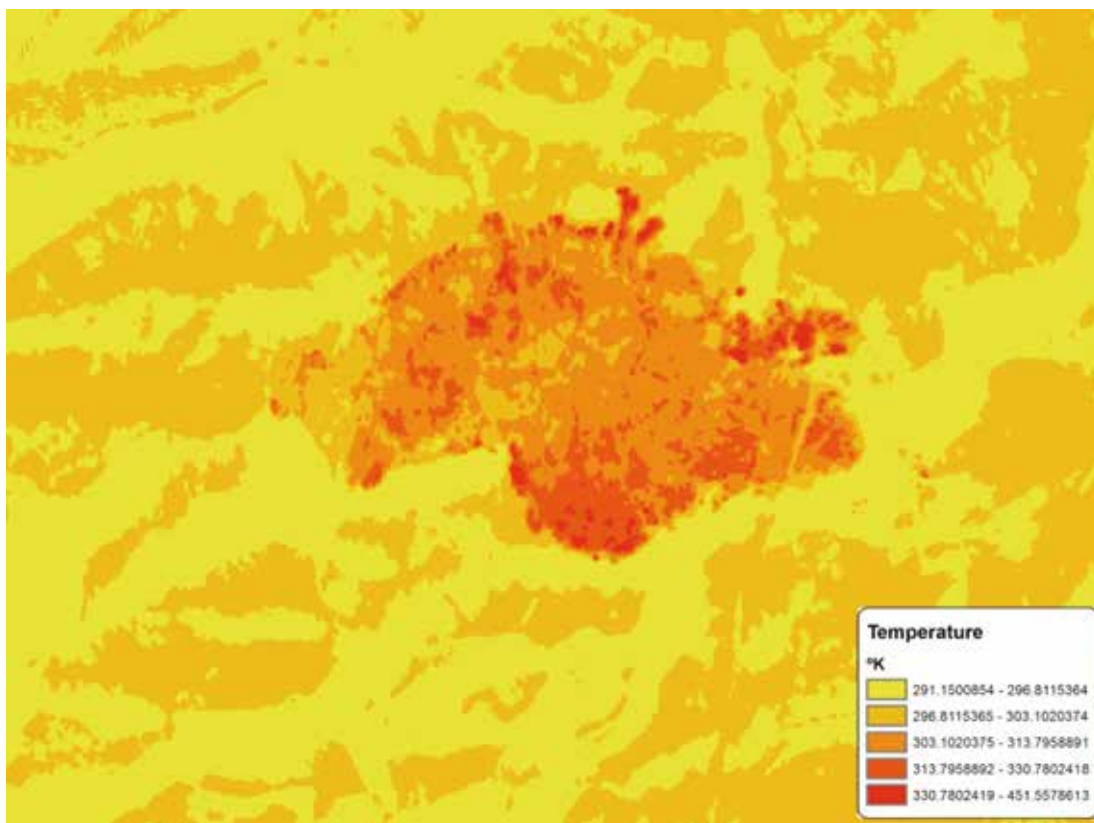 Temperature
ºK
291.1500854 - 296.8115364
296.8115365 - 303.1020374
303.1020375 - 313.7958891
313.7958892 - 330.7802418
330.7802419 - 451.5578613